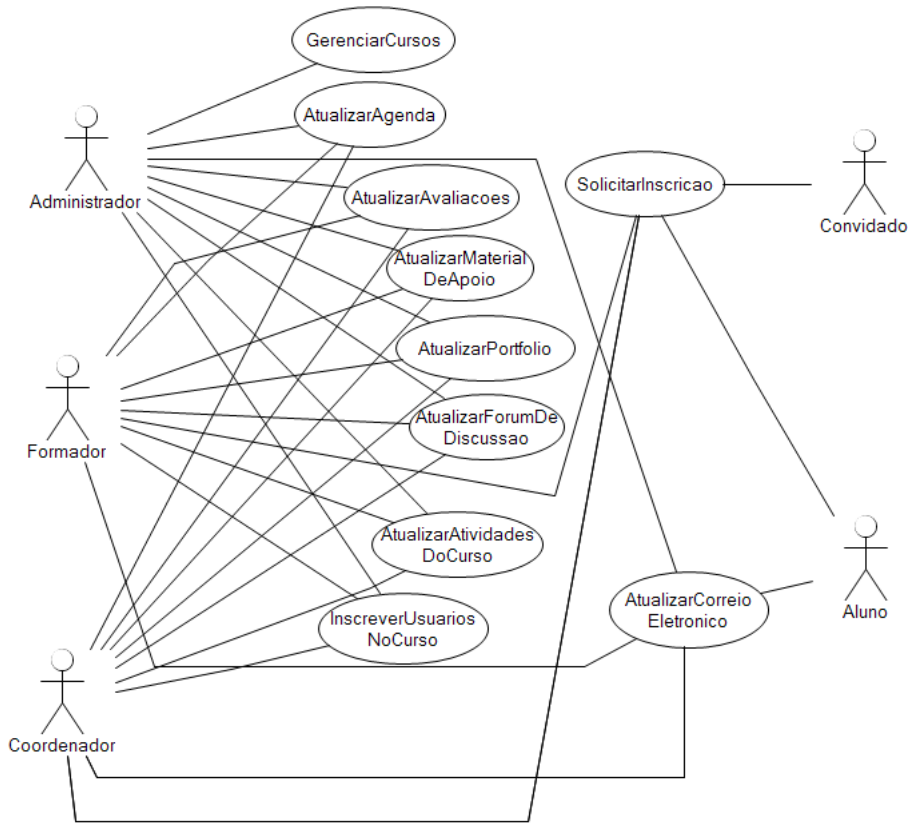 GerenciarCursos
AtualizarAgenda
Administrador
SolicitarInscricao
Convidado
AtualizarAvaliacoes
AtualizarMaterial
DeApoio
AtualizarPortfolio
Formador
AtualizarForumDe
Discussao
AtualizarAtividades
DoCurso
AtualizarCorreio
Eletronico
Aluno
InscreverUsuarios
NoCurso
Coordenador